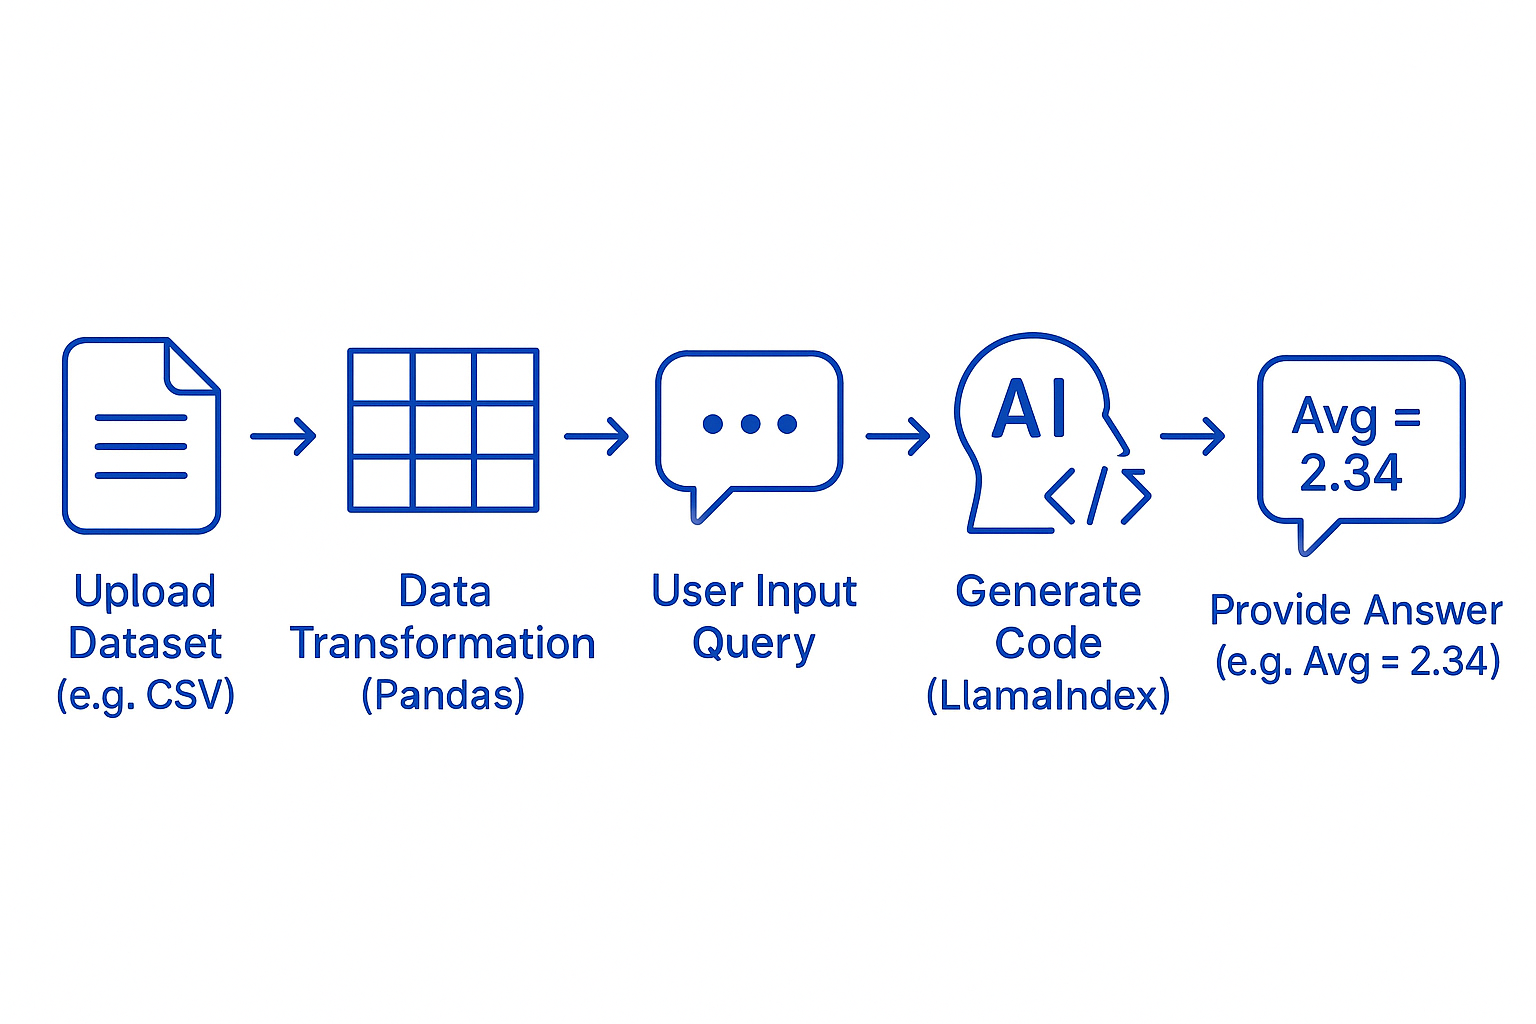 Upload
Dataset
(e.g. CSV)
Data
Transformation
(Pandas)
User Input
Query
AI
</>
Generate
Code
(LlamaIndex)
Avg =
2.34
Provide Answer
(e.g. Avg = 2.34)